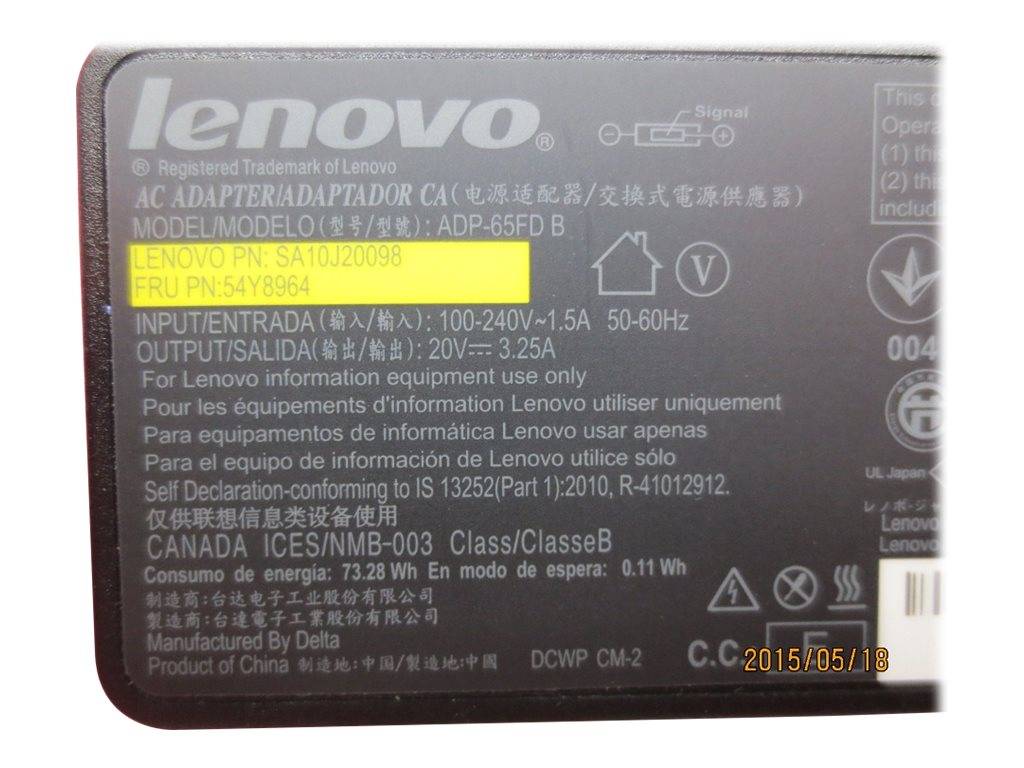 lenovo®
Signal
® Registered Trademark of Lenovo
AC ADAPTER/ADAPTADOR CA(电源适配器/交換式電源供應器)
MODEL/MODELO(型号/型號): ADP-65FD B
LENOVO PN: SA10J20098
FRU PN:54Y8964
V
INPUT/ENTRADA(输入/輸入): 100-240V~1.5A 50-60Hz
OUTPUT/SALIDA(输出/輸出): 20V⎓ 3.25A
For Lenovo information equipment use only
Pour les équipements d'information Lenovo utiliser uniquement
Para equipamentos de informática Lenovo usar apenas
Para el equipo de información de Lenovo utilice sólo
Self Declaration-conforming to IS 13252(Part 1):2010, R-41012912.
仅供联想信息类设备使用
CANADA ICES/NMB-003 Class/ClasseB
Consumo de energía: 73.28 Wh En modo de espera: 0.11 Wh
制造商:台达电子工业股份有限公司
製造商:台達電子工業股份有限公司
Manufactured By Delta
Product of China 制造地:中国/製造地:中國
DCWP CM-2
C.C.
This
(1)
(2)
004
UL Japan
Lenovo
Lenovo
2015/05/18